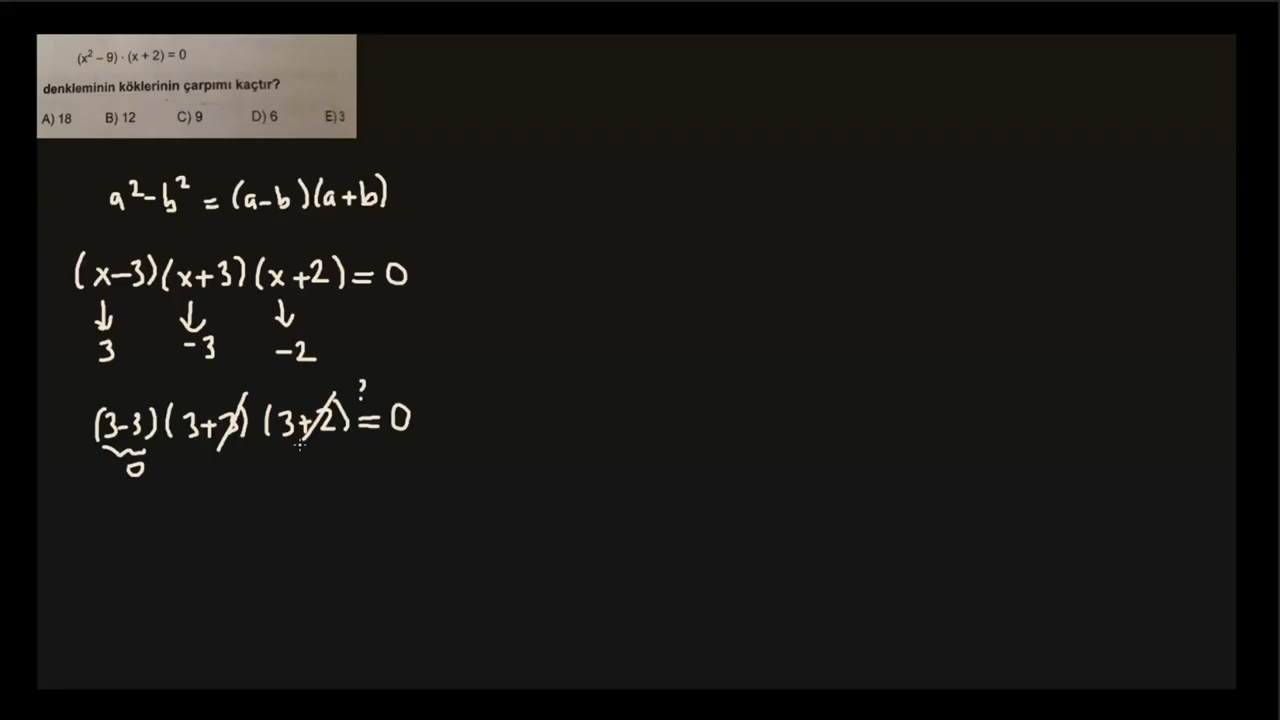 (x² – 9) · (x + 2) = 0
denkleminin köklerinin çarpımı kaçtır?
A) 18 B) 12 C) 9 D) 6 E) 3
a² - b² = (a-b)(a+b)
(x-3)(x+3)(x+2) = 0
↓ ↓ ↓
3 -3 -2
(3-3)(3+3)(3+2) ?= 0
0